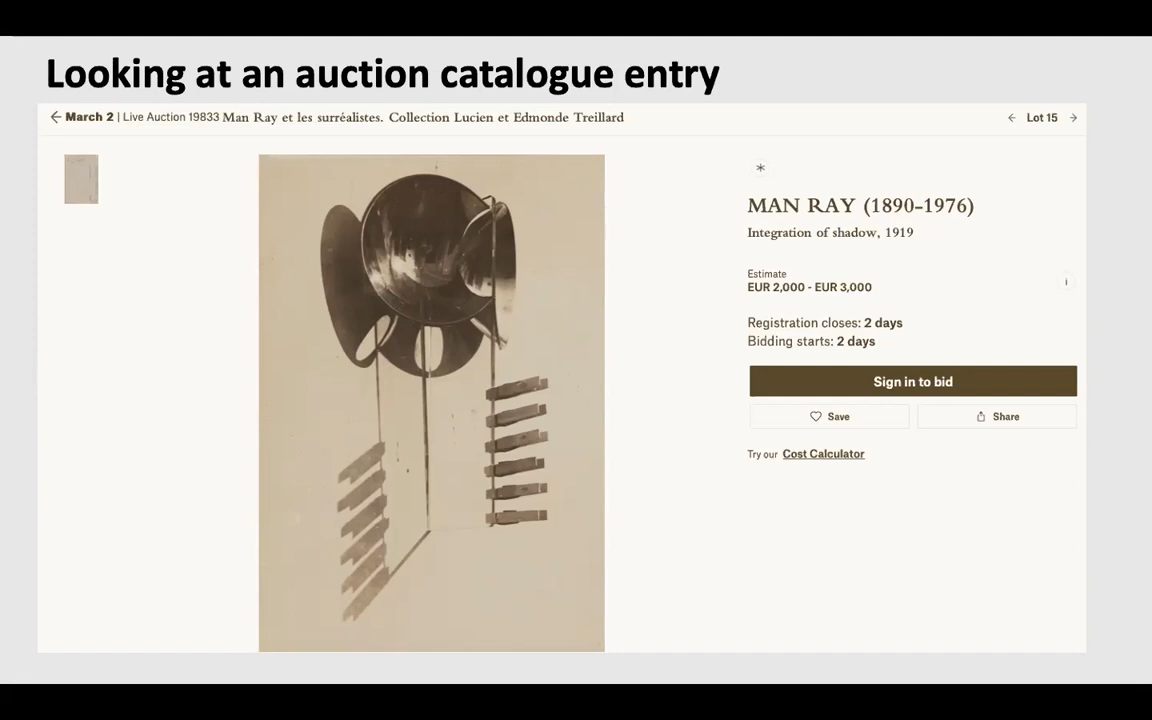 Looking at an auction catalogue entry
← March 2 | Live Auction 19833 Man Ray et les surréalistes. Collection Lucien et Edmonde Treillard
← Lot 15 →
*
MAN RAY (1890-1976)
Integration of shadow, 1919
Estimate
EUR 2,000 - EUR 3,000
i
Registration closes: 2 days
Bidding starts: 2 days
Sign in to bid
Save
Share
Try our Cost Calculator